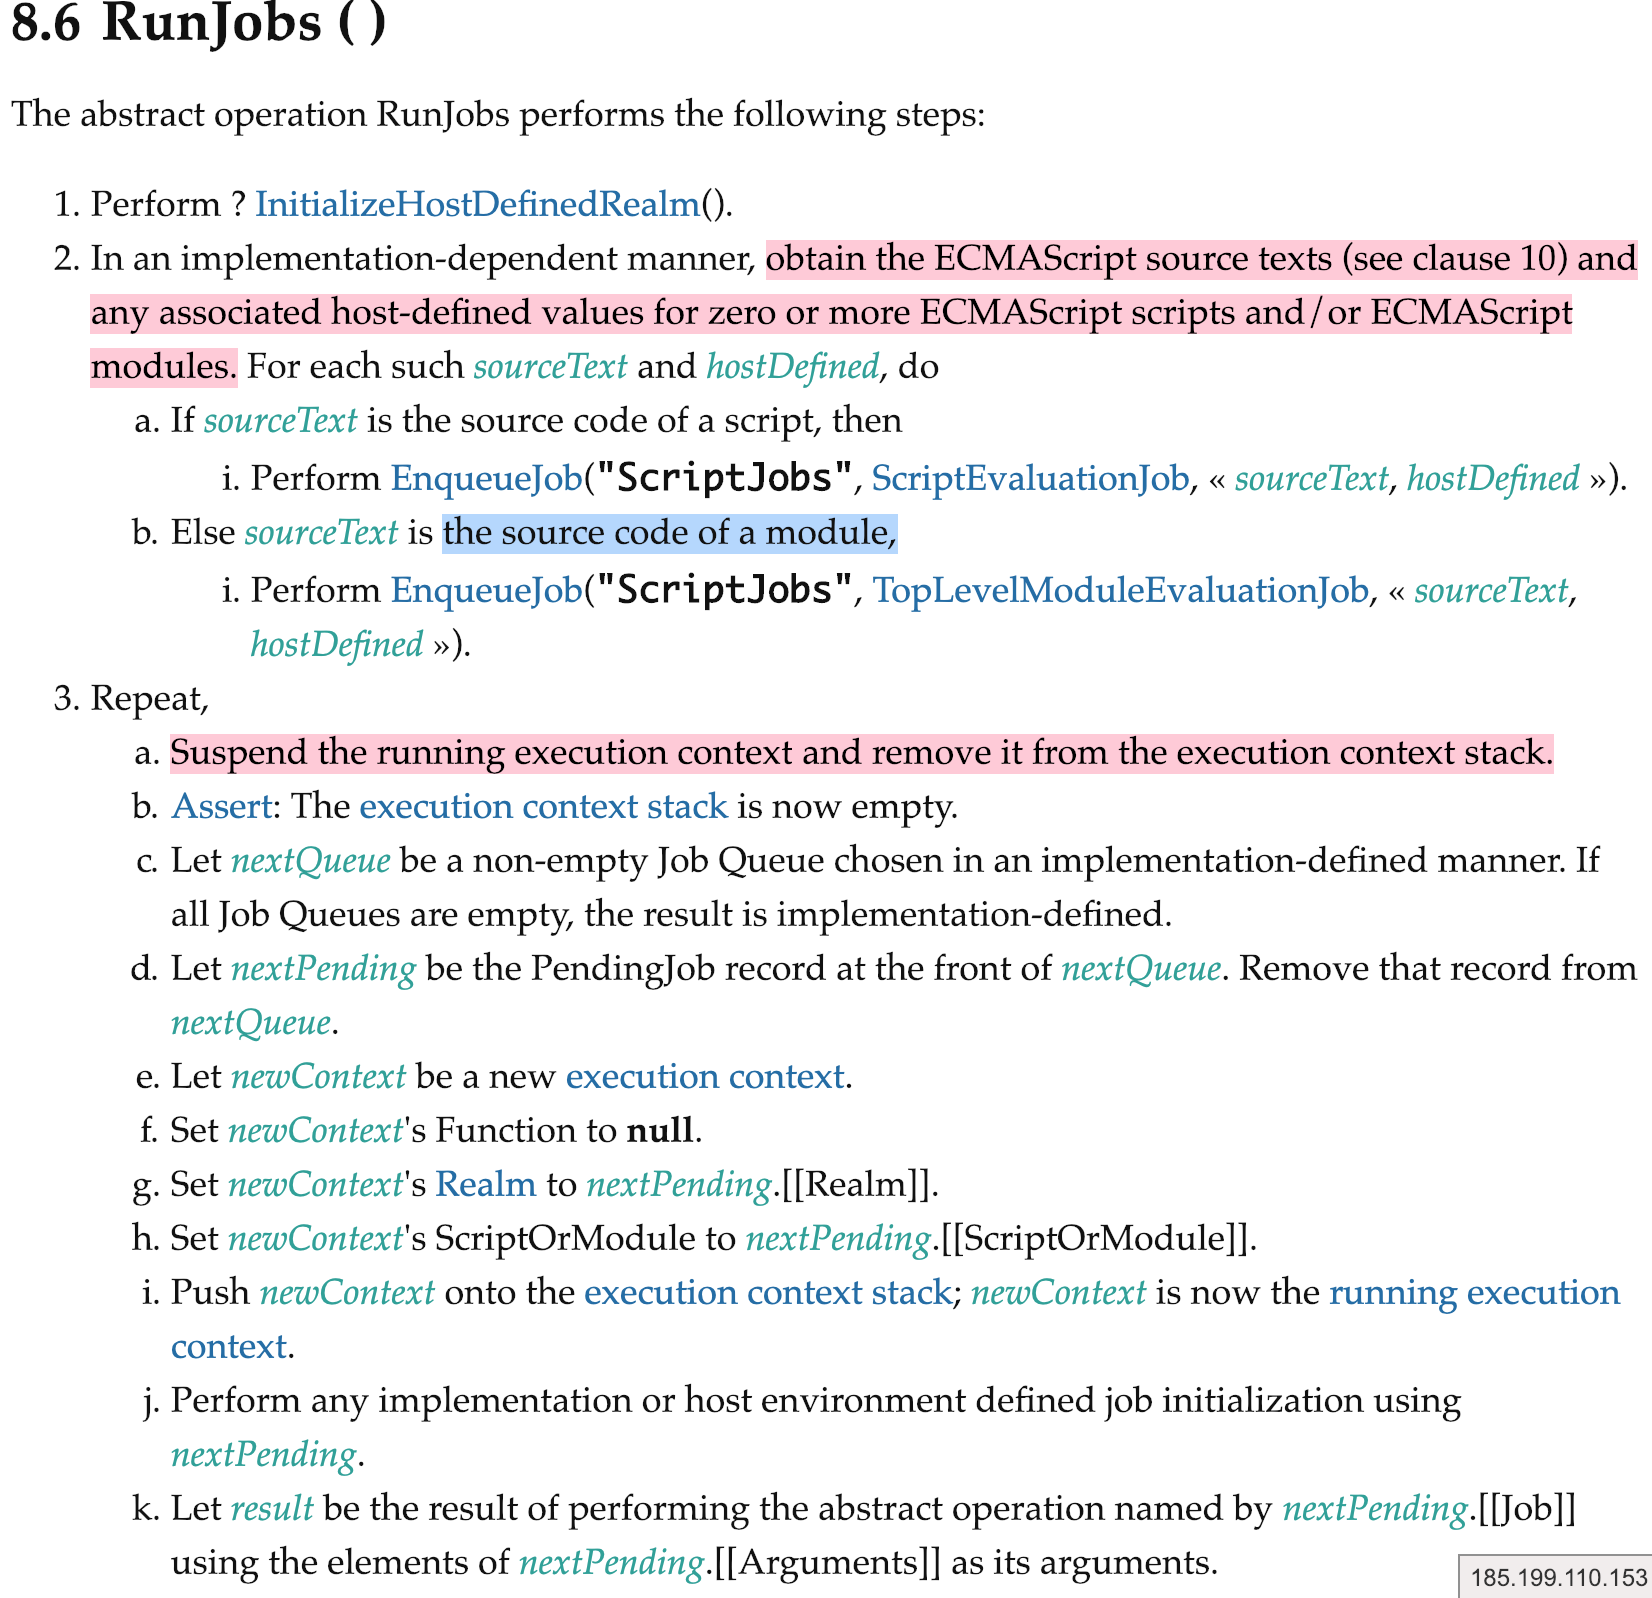 8.6 RunJobs ( )
The abstract operation RunJobs performs the following steps:
1. Perform ? InitializeHostDefinedRealm().
2. In an implementation-dependent manner, obtain the ECMAScript source texts (see clause 10) and
any associated host-defined values for zero or more ECMAScript scripts and/or ECMAScript
modules. For each such sourceText and hostDefined, do
a. If sourceText is the source code of a script, then
i. Perform EnqueueJob("ScriptJobs", ScriptEvaluationJob, « sourceText, hostDefined »).
b. Else sourceText is the source code of a module,
i. Perform EnqueueJob("ScriptJobs", TopLevelModuleEvaluationJob, « sourceText,
hostDefined »).
3. Repeat,
a. Suspend the running execution context and remove it from the execution context stack.
b. Assert: The execution context stack is now empty.
c. Let nextQueue be a non-empty Job Queue chosen in an implementation-defined manner. If
all Job Queues are empty, the result is implementation-defined.
d. Let nextPending be the PendingJob record at the front of nextQueue. Remove that record from
nextQueue.
e. Let newContext be a new execution context.
f. Set newContext's Function to null.
g. Set newContext's Realm to nextPending.[[Realm]].
h. Set newContext's ScriptOrModule to nextPending.[[ScriptOrModule]].
i. Push newContext onto the execution context stack; newContext is now the running execution
context.
j. Perform any implementation or host environment defined job initialization using
nextPending.
k. Let result be the result of performing the abstract operation named by nextPending.[[Job]]
using the elements of nextPending.[[Arguments]] as its arguments.
185.199.110.153